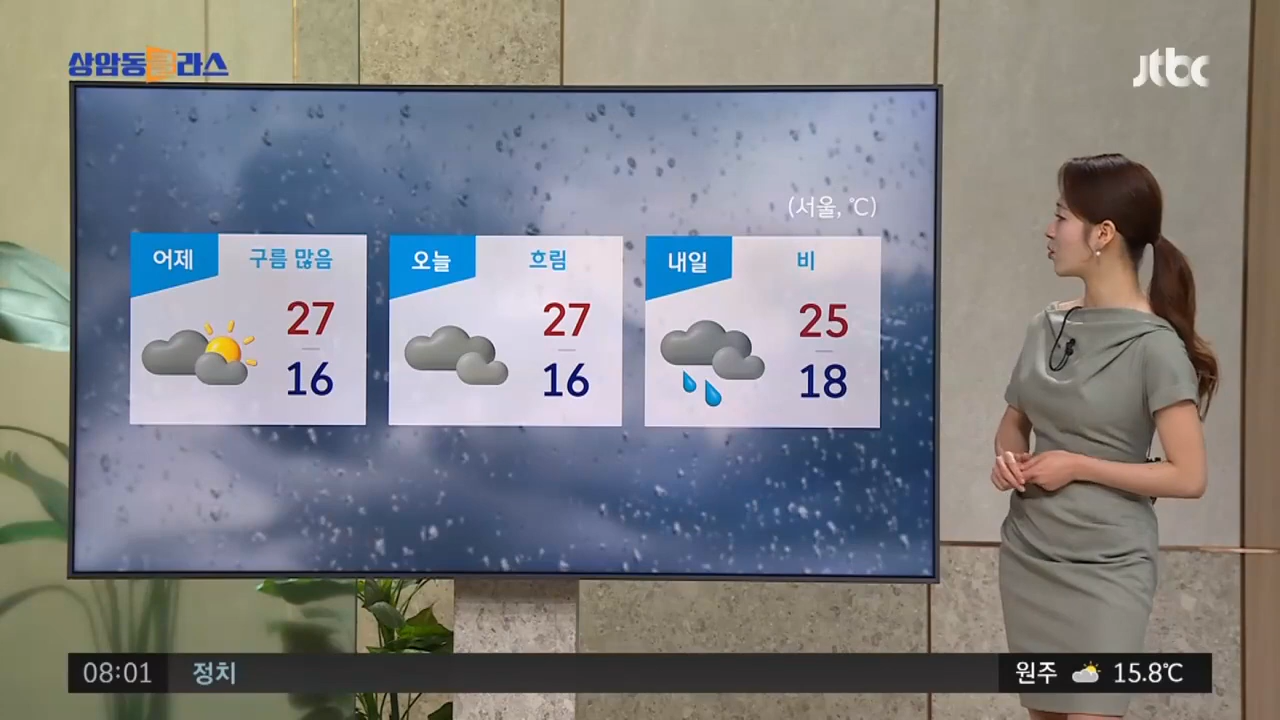 상암동클라스
jtbc
(서울, ℃)
어제 구름 많음
27
16
오늘 흐림
27
16
내일 비
25
18
08:01 정치 원주 15.8℃